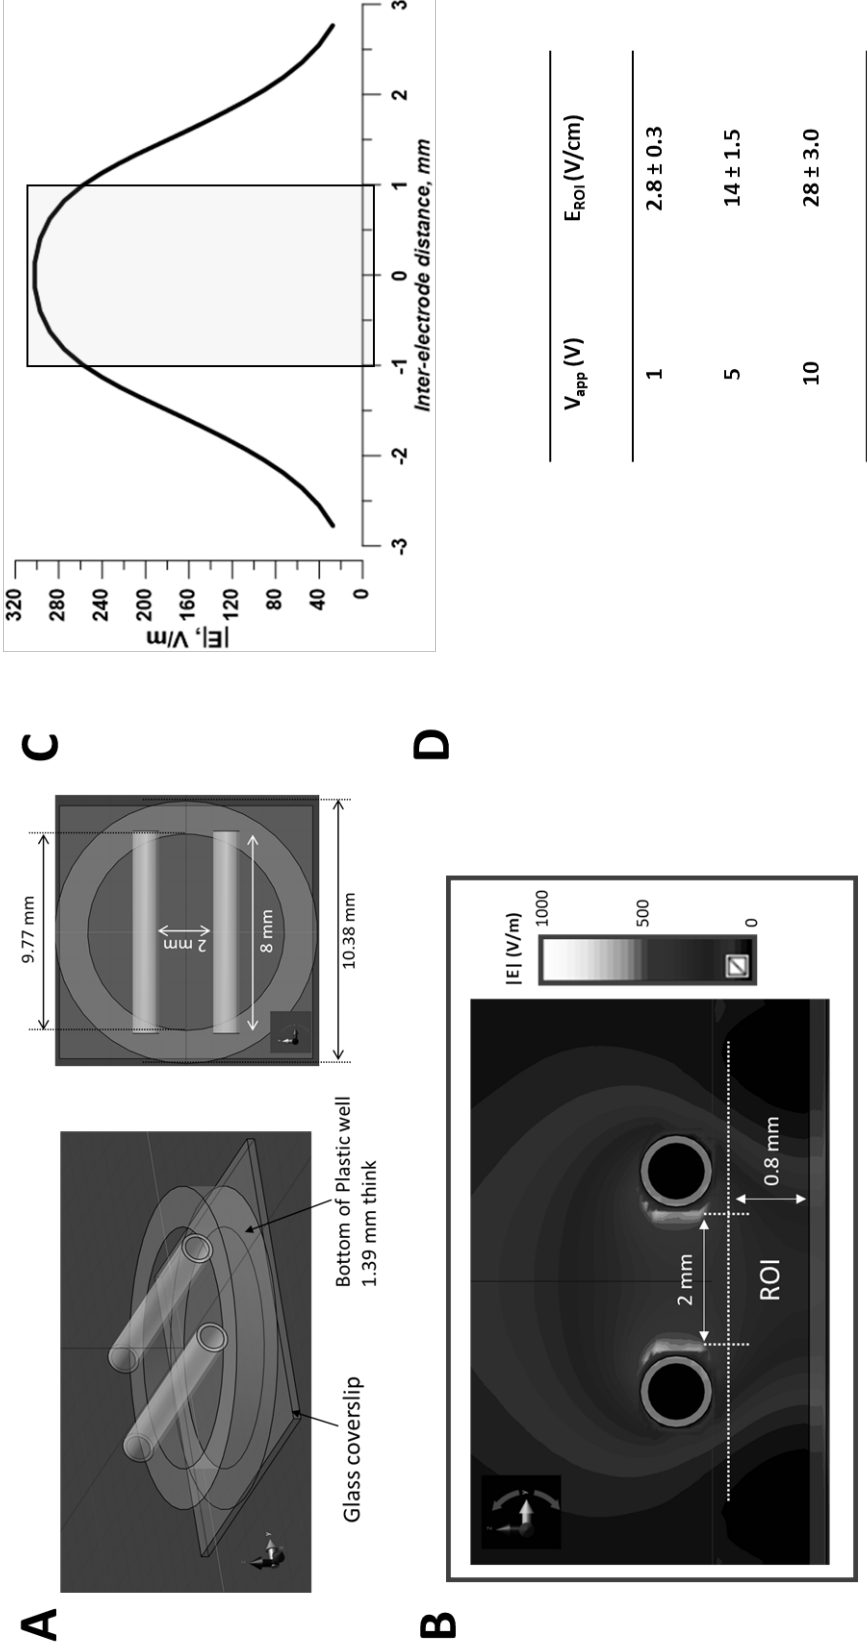 A
Glass coverslip
Bottom of Plastic well
1.39 mm think
9.77 mm
2 mm
8 mm
10.38 mm
B
2 mm
ROI
0.8 mm
|E| (V/m)
1000
500
0
C
|E|, V/m
320
280
240
200
160
120
80
40
0
-3
-2
-1
0
1
2
3
Inter-electrode distance, mm
D
Vapp (V) EROI (V/cm)
1 2.8 ± 0.3
5 14 ± 1.5
10 28 ± 3.0